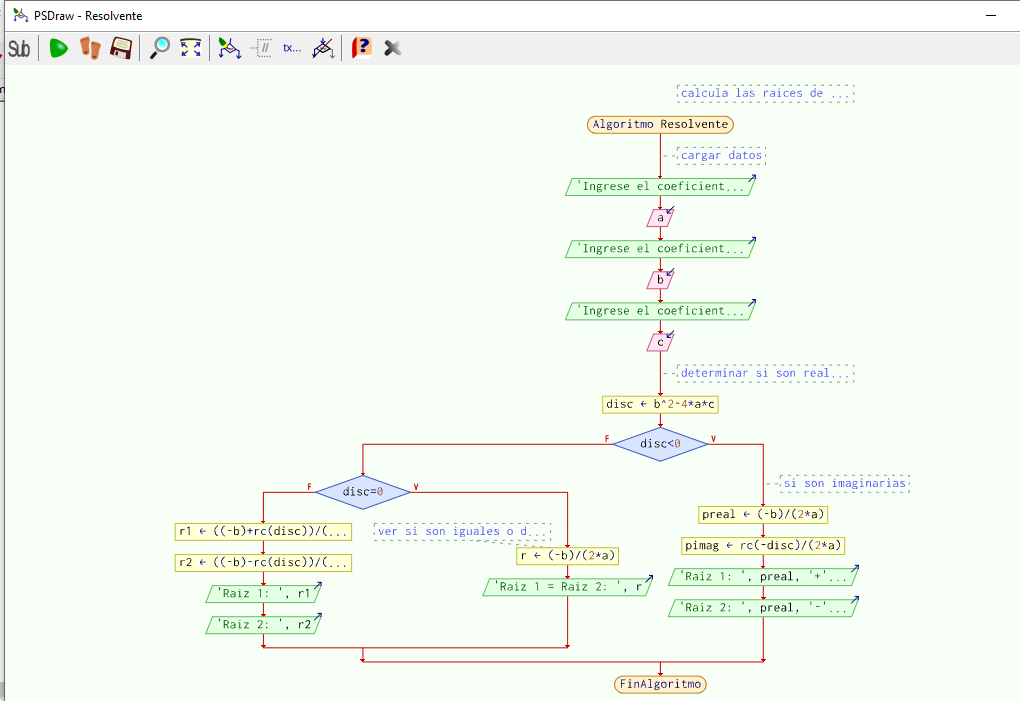 PSDraw - Resolvente
Sub
//
tx...
?
calcula las raices de ...
Algoritmo Resolvente
cargar datos
'Ingrese el coeficient...
a
'Ingrese el coeficient...
b
'Ingrese el coeficient...
c
determinar si son real...
disc ← b^2-4*a*c
F
disc<0
V
si son imaginarias
F
disc=0
V
preal ← (-b)/(2*a)
r1 ← ((-b)+rc(disc))/(...
ver si son iguales o d...
pimag ← rc(-disc)/(2*a)
r ← (-b)/(2*a)
r2 ← ((-b)-rc(disc))/(...
'Raiz 1: ', preal, '+'...
'Raiz 1 = Raiz 2: ', r
'Raiz 1: ', r1
'Raiz 2: ', preal, '-'...
'Raiz 2: ', r2
FinAlgoritmo